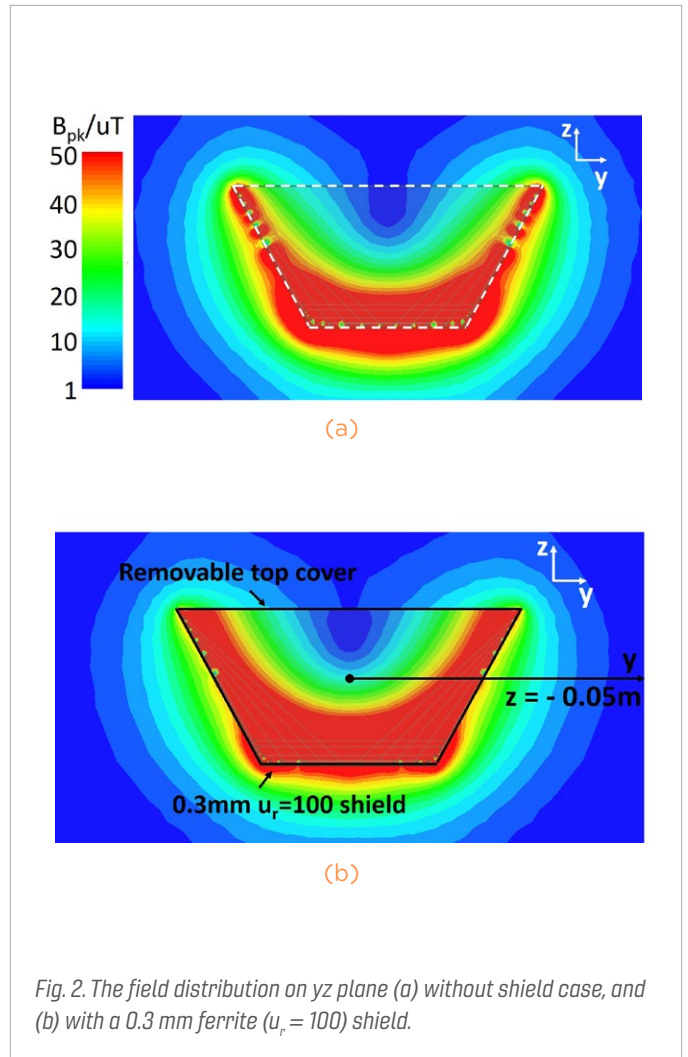 B_pk/uT
50
40
30
20
10
1
z
y
(a)
Removable top cover
z
y
y
z = - 0.05m
0.3mm u_r=100 shield
(b)
Fig. 2. The field distribution on yz plane (a) without shield case, and
(b) with a 0.3 mm ferrite (u_r = 100) shield.